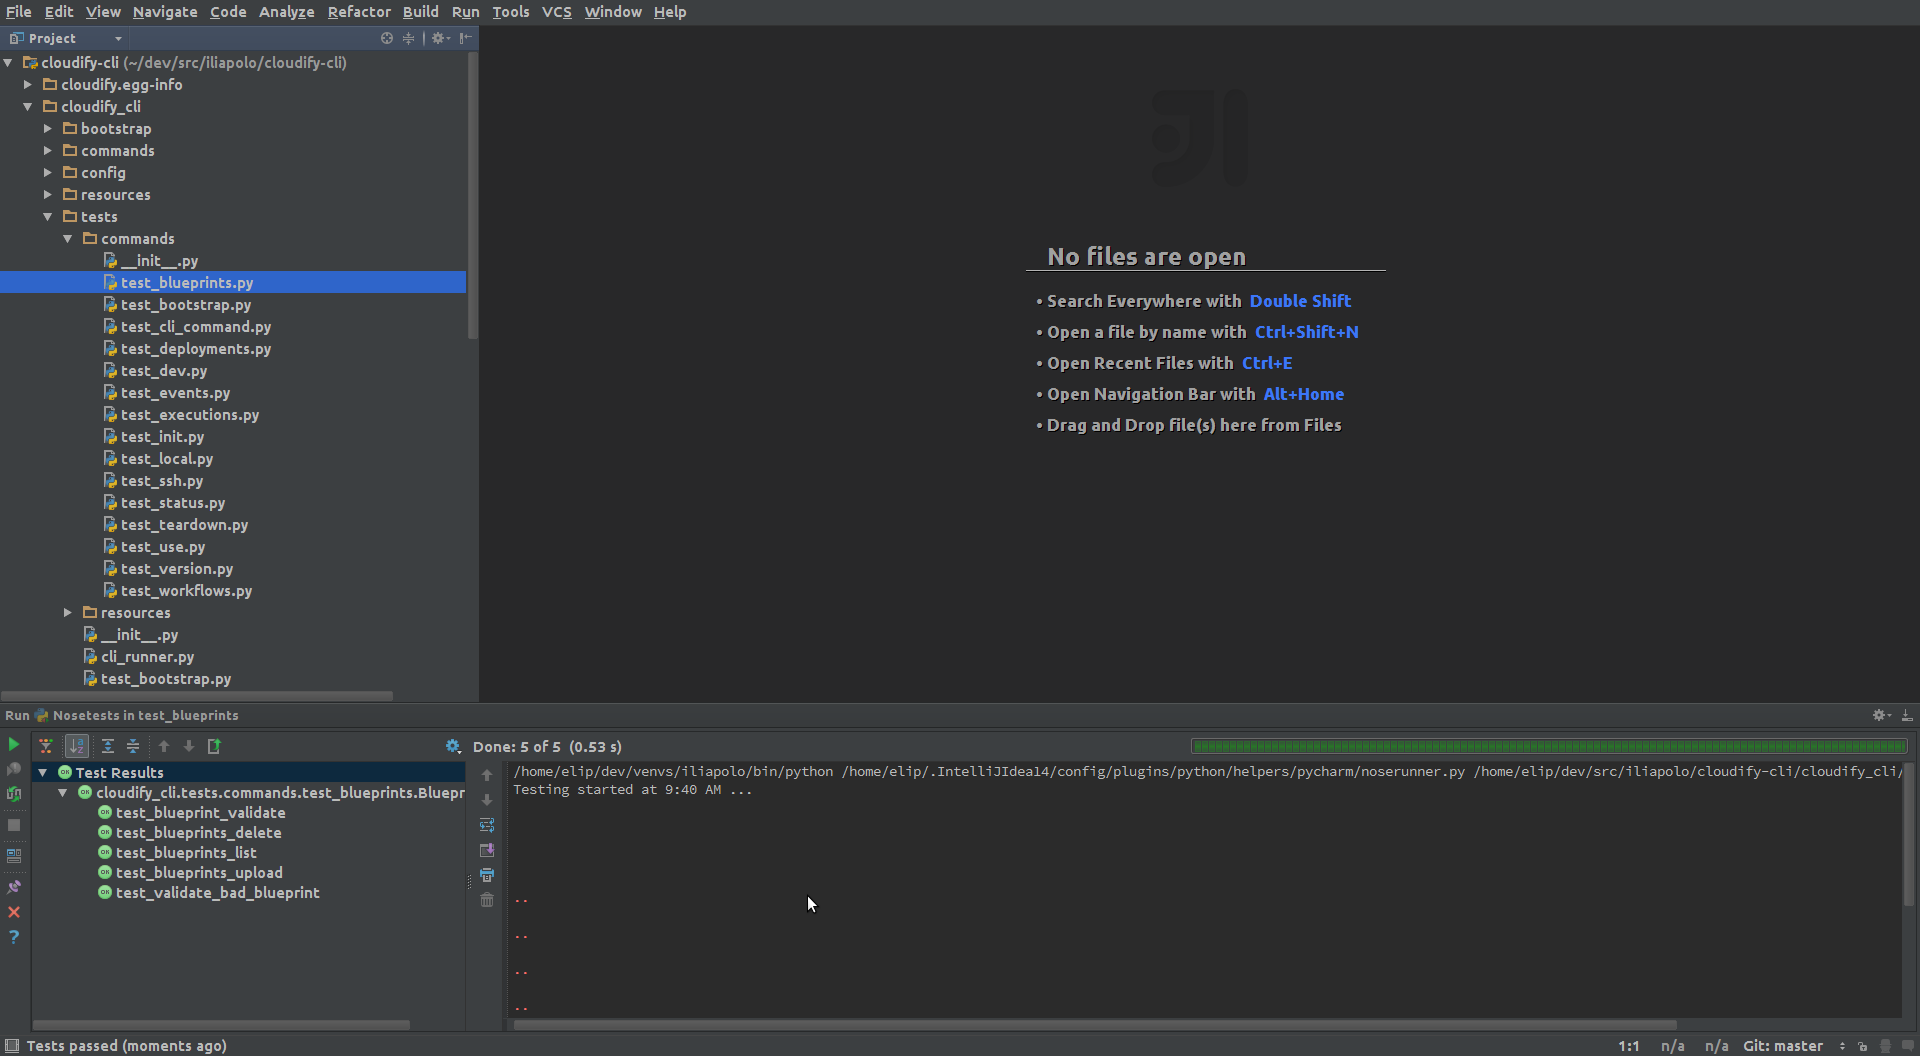 File Edit View Navigate Code Analyze Refactor Build Run Tools VCS Window Help
Project
cloudify-cli (~/dev/src/iliapolo/cloudify-cli)
cloudify.egg-info
cloudify_cli
bootstrap
commands
config
resources
tests
commands
__init__.py
test_blueprints.py
test_bootstrap.py
test_cli_command.py
test_deployments.py
test_dev.py
test_events.py
test_executions.py
test_init.py
test_local.py
test_ssh.py
test_status.py
test_teardown.py
test_use.py
test_version.py
test_workflows.py
resources
__init__.py
cli_runner.py
test_bootstrap.py
No files are open
• Search Everywhere with Double Shift
• Open a file by name with Ctrl+Shift+N
• Open Recent Files with Ctrl+E
• Open Navigation Bar with Alt+Home
• Drag and Drop file(s) here from Files
Run Nosetests in test_blueprints
Done: 5 of 5 (0.53 s)
Test Results
cloudify_cli.tests.commands.test_blueprints.Bluepr
test_blueprint_validate
test_blueprints_delete
test_blueprints_list
test_blueprints_upload
test_validate_bad_blueprint
/home/elip/dev/venvs/iliapolo/bin/python /home/elip/.IntelliJIdea14/config/plugins/python/helpers/pycharm/noserunner.py /home/elip/dev/src/iliapolo/cloudify-cli/cloudify_cli/
Testing started at 9:40 AM ...
..
..
..
..
Tests passed (moments ago)
1:1 n/a n/a Git: master